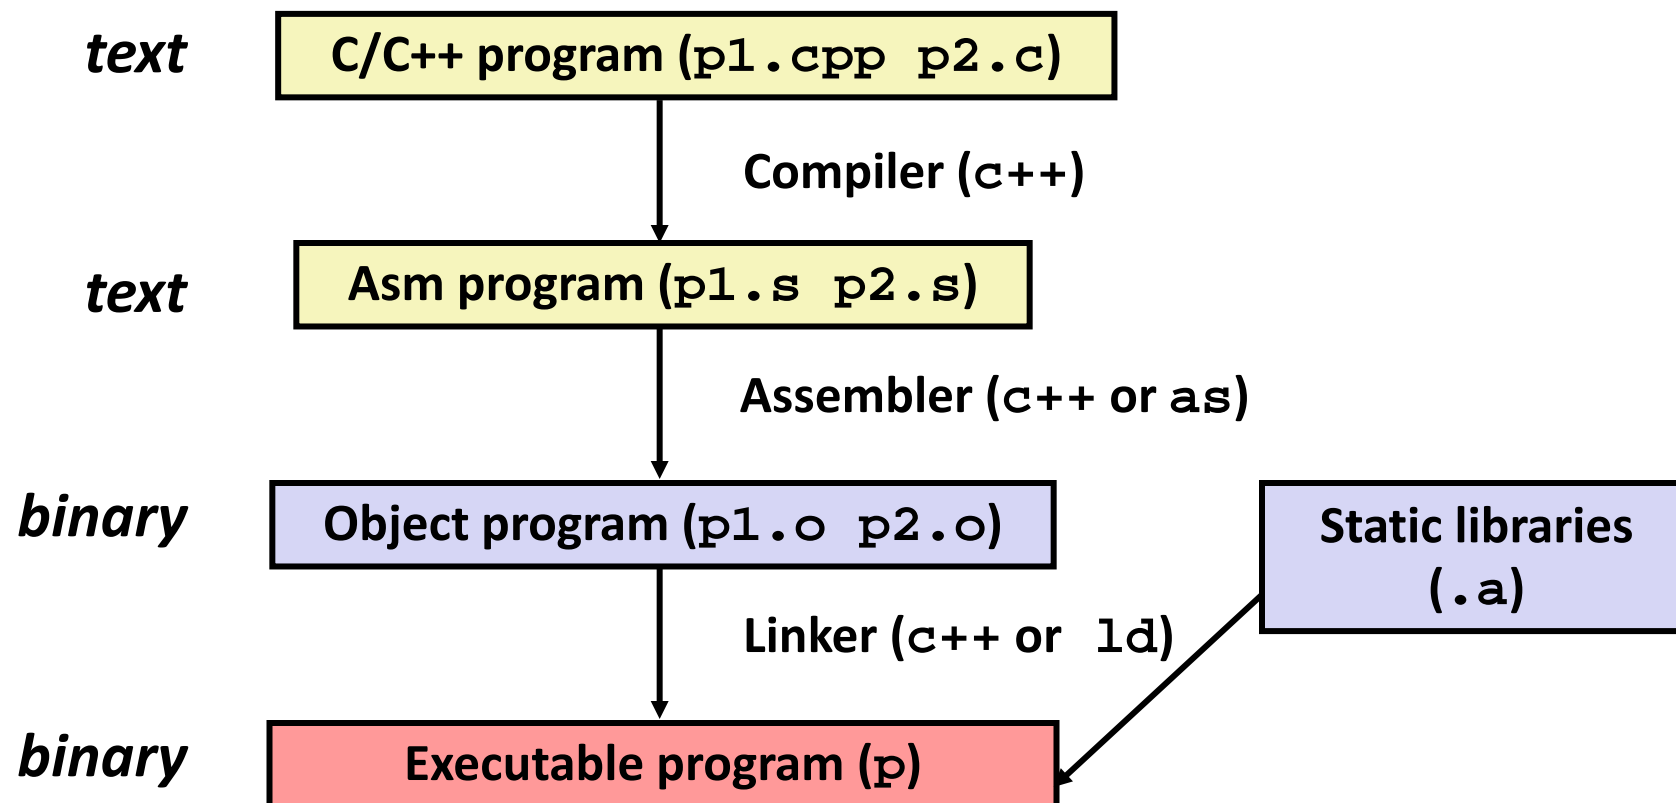 text
C/C++ program (p1.cpp p2.c)
Compiler (c++)
text
Asm program (p1.s p2.s)
Assembler (c++ or as)
binary
Object program (p1.o p2.o)
Static libraries
(.a)
Linker (c++ or ld)
binary
Executable program (p)